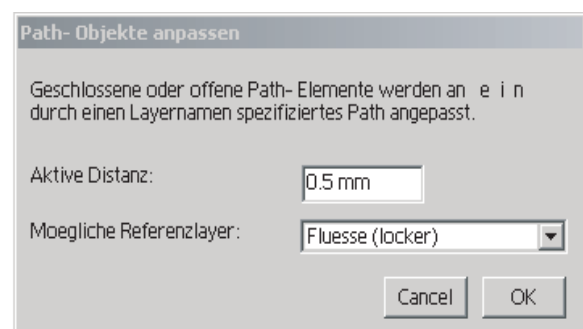 Path- Objekte anpassen
Geschlossene oder offene Path- Elemente werden an e i n
durch einen Layernamen spezifiziertes Path angepasst.
Aktive Distanz:
0.5 mm
Moegliche Referenzlayer:
Fluesse (locker)
Cancel
OK